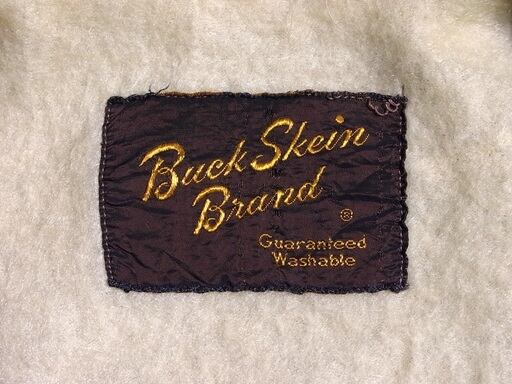 Buck Skein
Brand
®
Guaranteed
Washable